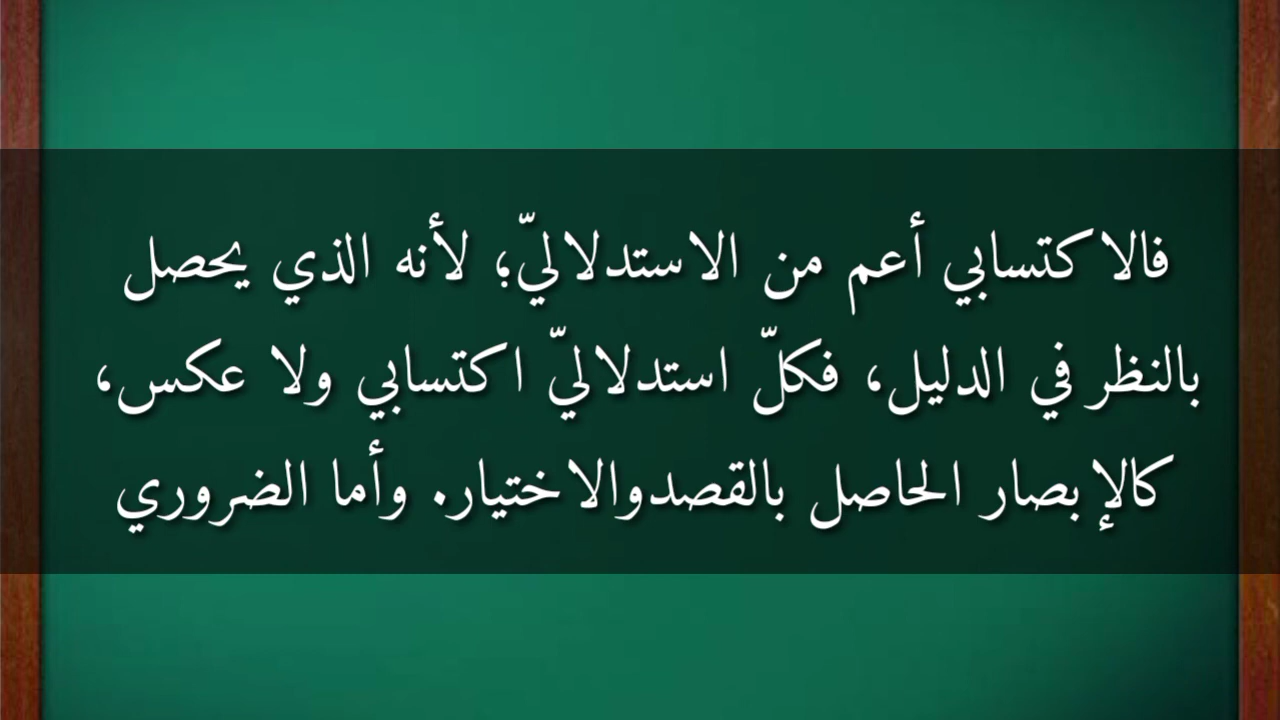 فالاكتسابي أعم من الاستدلاليّ؛ لأنه الذي يحصل
بالنظر في الدليل، فكلّ استدلاليّ اكتسابي ولا عكس،
كالإبصار الحاصل بالقصدوالاختيار. وأما الضروري